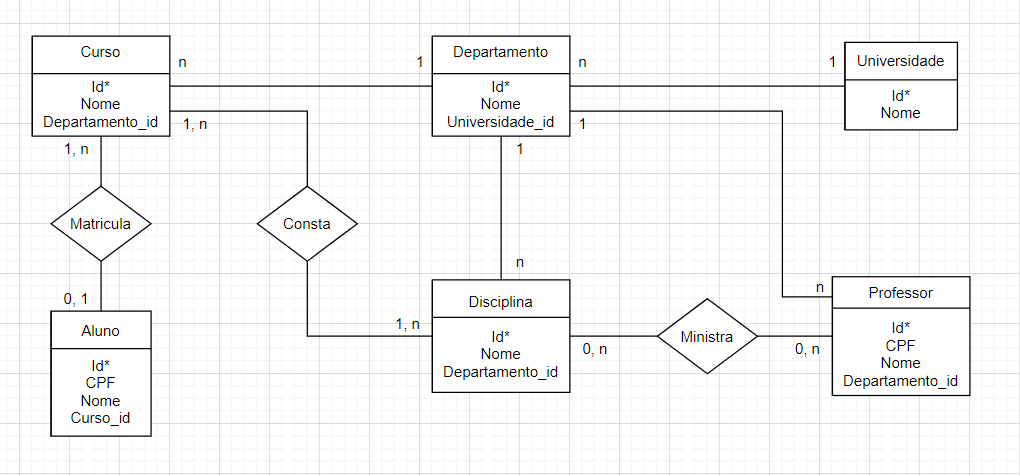 Curso
Id*
Nome
Departamento_id
n
1
Departamento
Id*
Nome
Universidade_id
n
1
Universidade
Id*
Nome
1, n
1, n
1
1
Matricula
Consta
0, 1
Aluno
Id*
CPF
Nome
Curso_id
1, n
n
Disciplina
Id*
Nome
Departamento_id
0, n
Ministra
0, n
n
Professor
Id*
CPF
Nome
Departamento_id